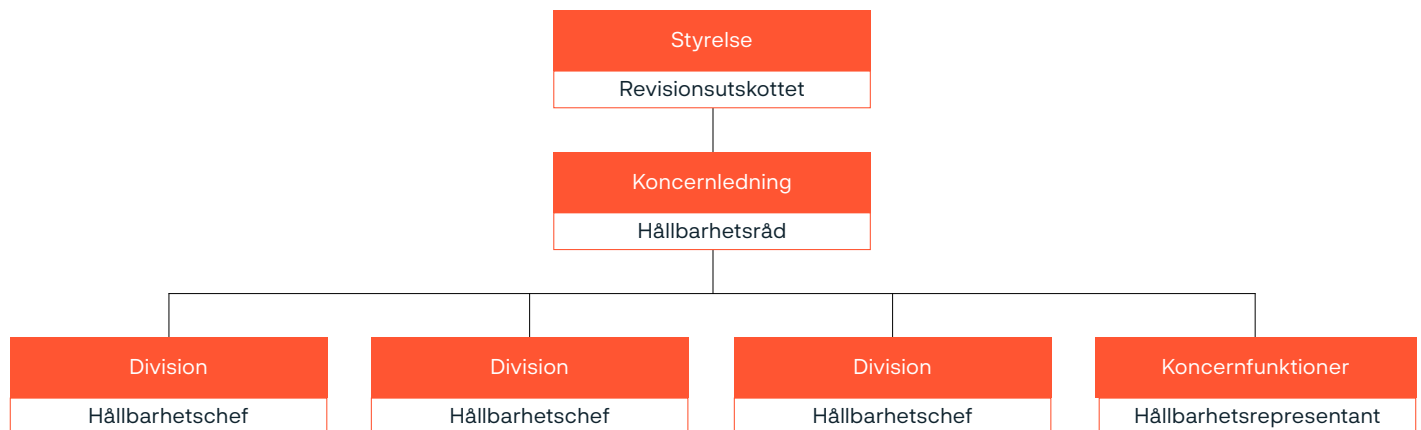 Styrelse
Revisionsutskottet
Koncernledning
Hållbarhetsråd
Division
Hållbarhetschef
Division
Hållbarhetschef
Division
Hållbarhetschef
Koncernfunktioner
Hållbarhetsrepresentant